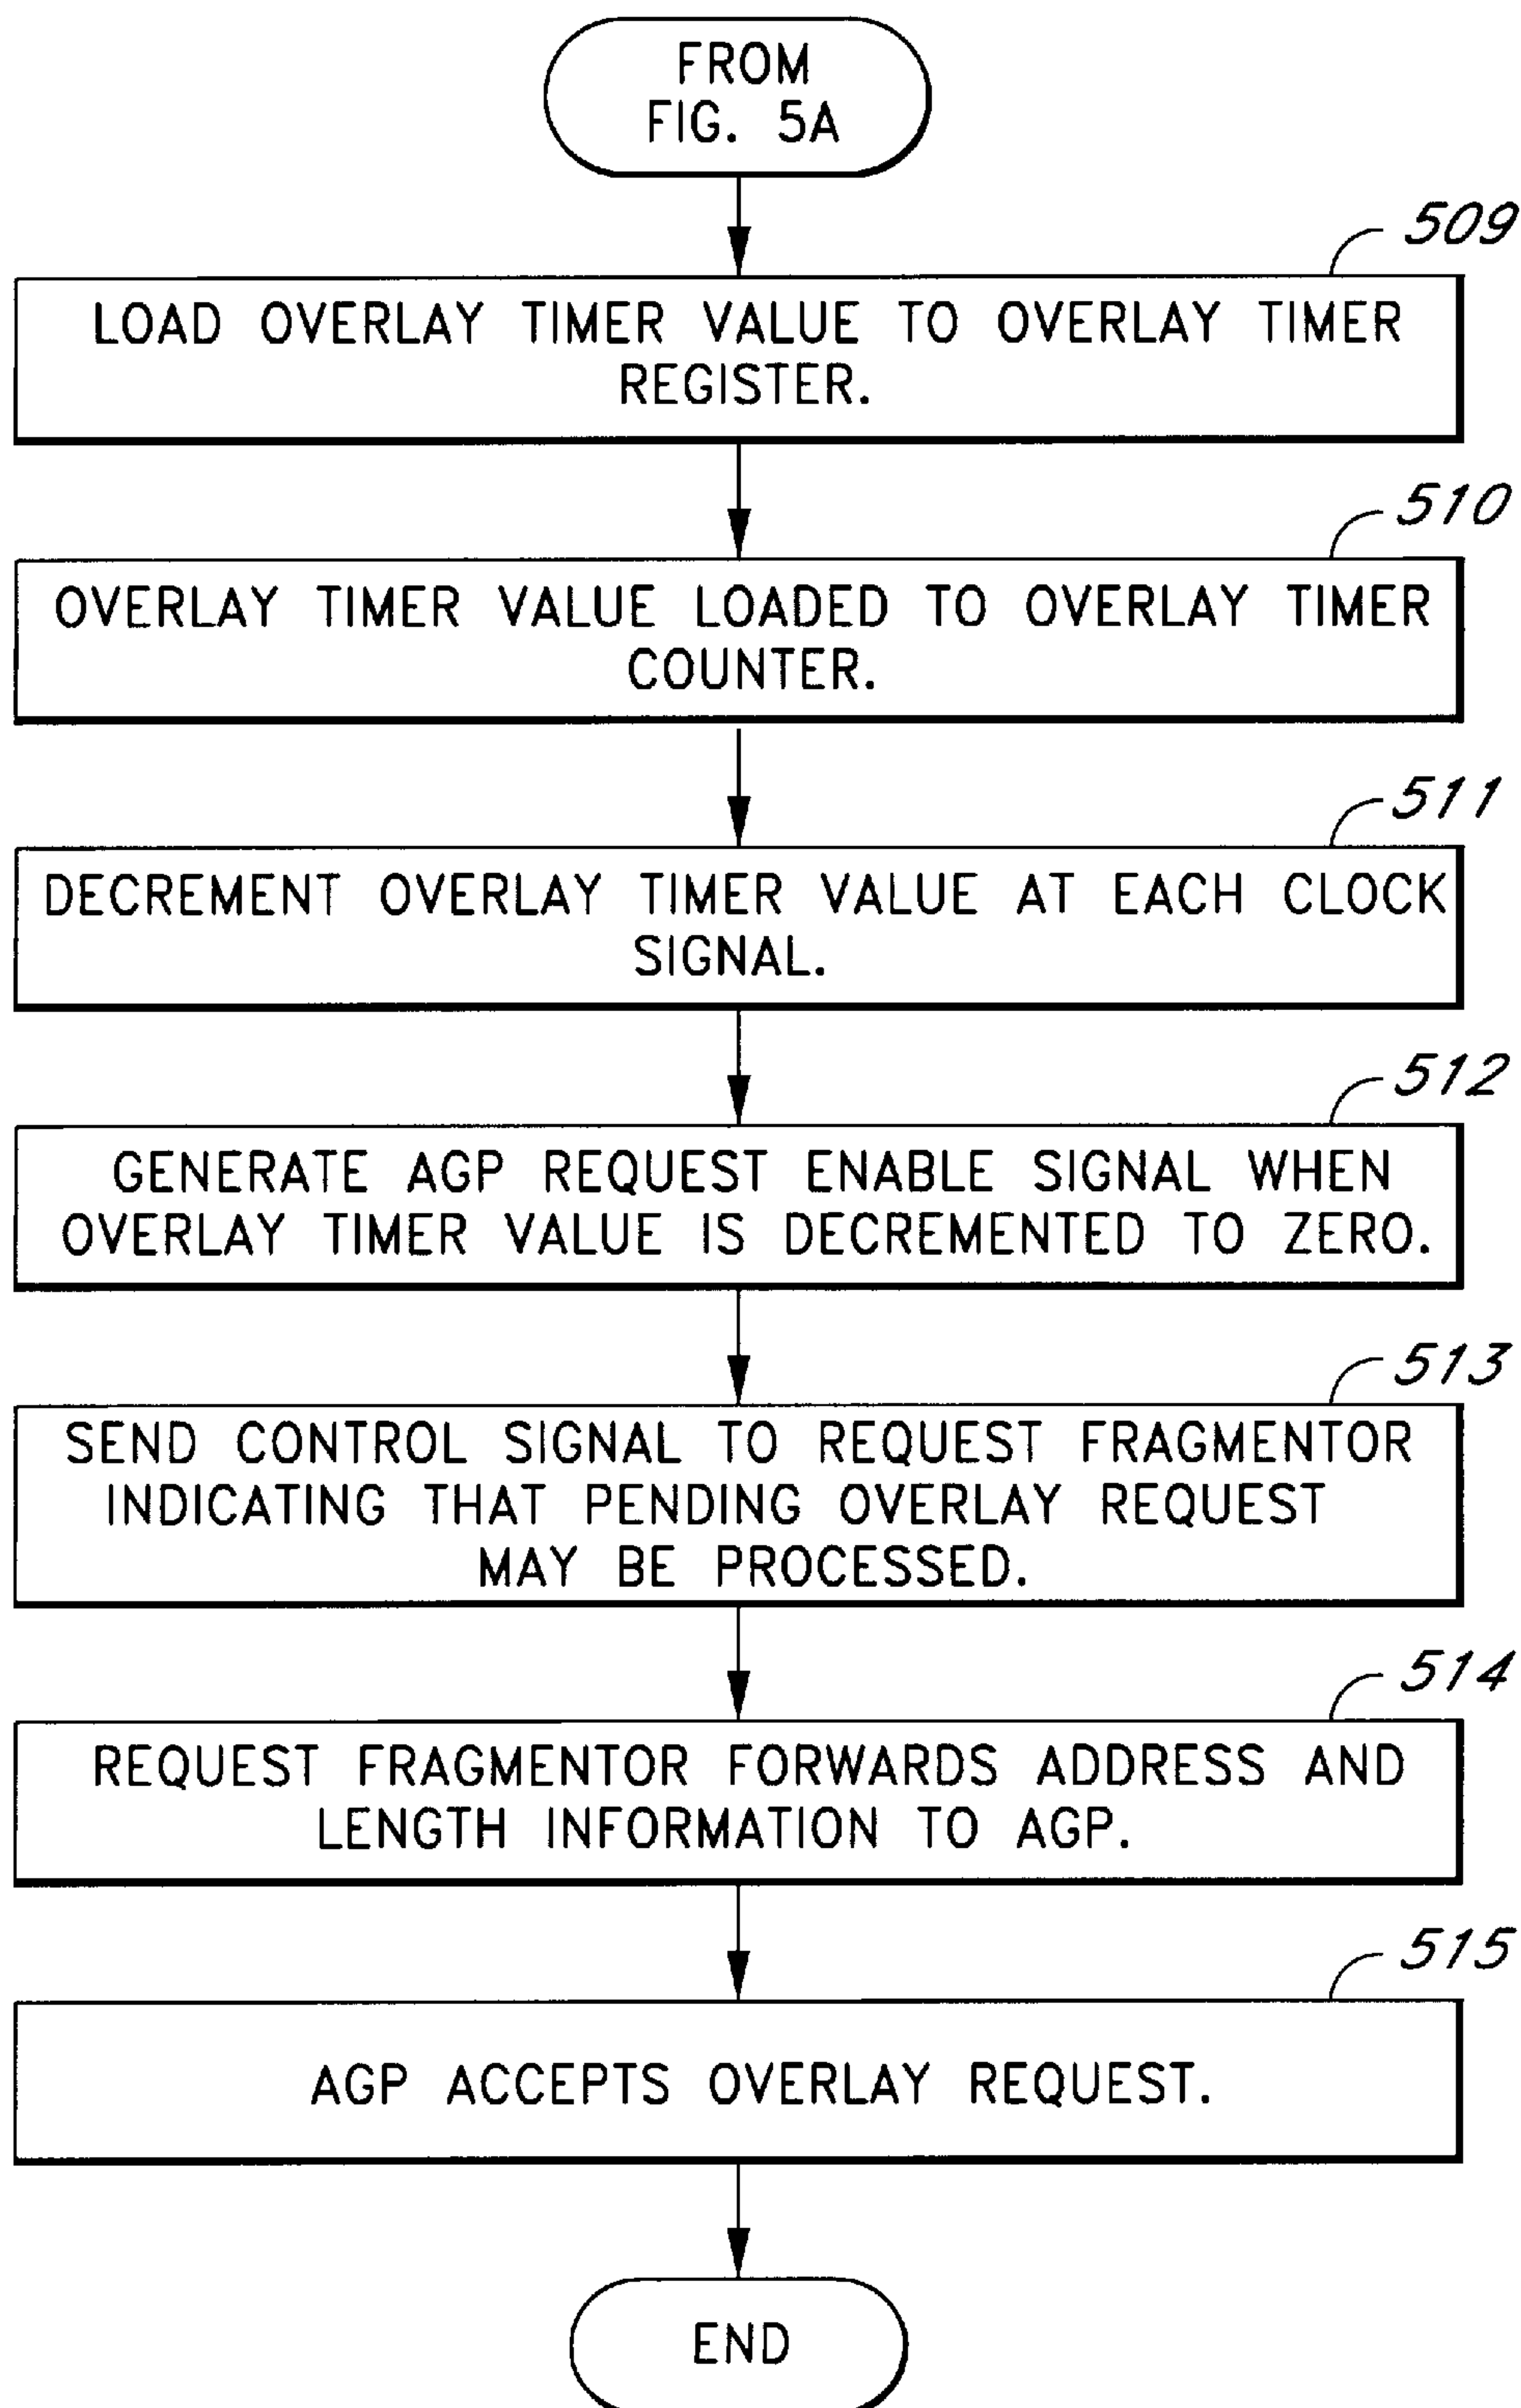 FROM
FIG. 5A
509
LOAD OVERLAY TIMER VALUE TO OVERLAY TIMER
REGISTER.
510
OVERLAY TIMER VALUE LOADED TO OVERLAY TIMER
COUNTER.
511
DECREMENT OVERLAY TIMER VALUE AT EACH CLOCK
SIGNAL.
512
GENERATE AGP REQUEST ENABLE SIGNAL WHEN
OVERLAY TIMER VALUE IS DECREMENTED TO ZERO.
513
SEND CONTROL SIGNAL TO REQUEST FRAGMENTOR
INDICATING THAT PENDING OVERLAY REQUEST
MAY BE PROCESSED.
514
REQUEST FRAGMENTOR FORWARDS ADDRESS AND
LENGTH INFORMATION TO AGP.
515
AGP ACCEPTS OVERLAY REQUEST.
END